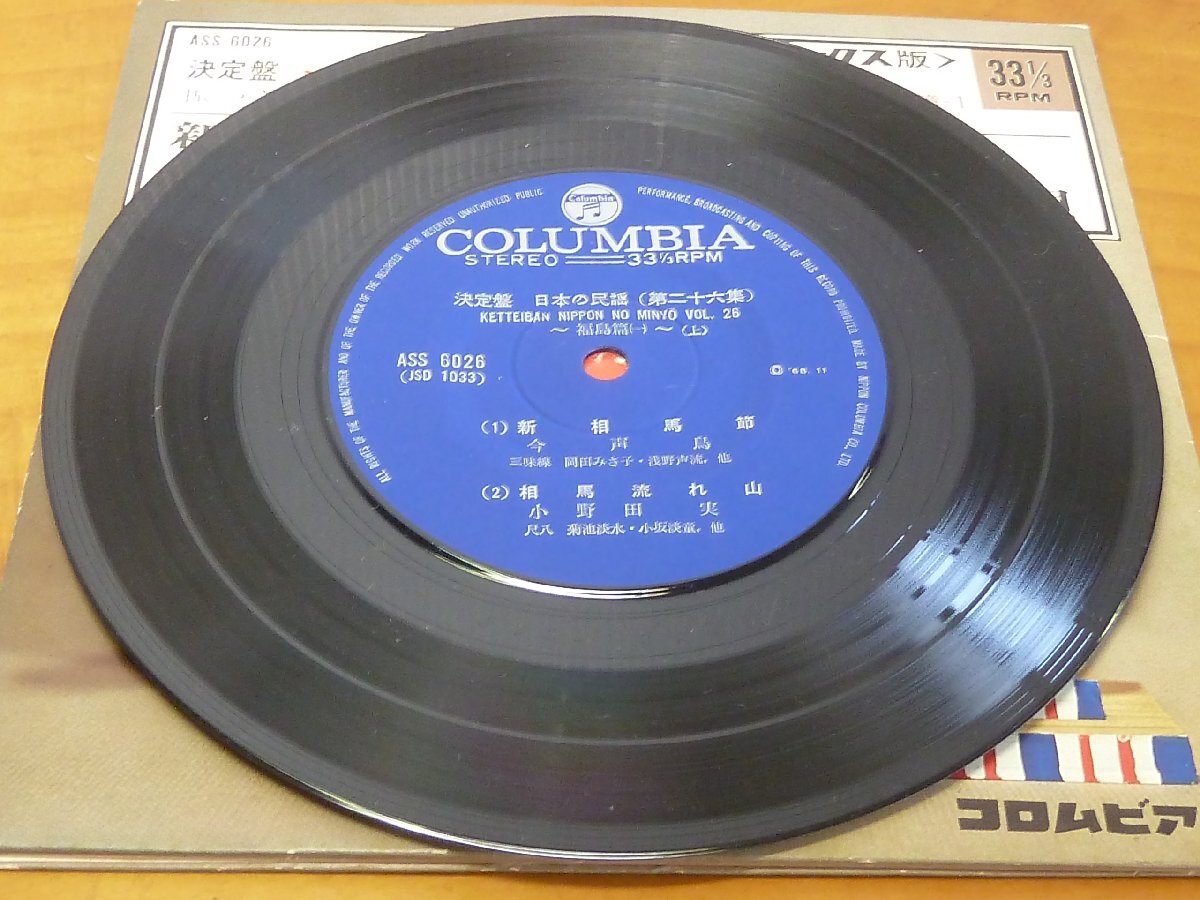 ASS 6026
決定盤
クス版>
33 1/3
RPM
Columbia
COLUMBIA
STEREO 33⅓RPM
決定盤 日本の民謡 (第二十六集)
KETTEIBAN NIPPON NO MINYŌ VOL. 26
~福島篇(一)~(上)
ASS 6026
(JSD 1033)
(1) 新相馬節
今声鳥
三味線 岡田みさ子・浅野声流,他
(2) 相馬流れ山
小野田実
尺八 菊池淡水・小坂淡童,他
ALL RIGHTS OF THE MANUFACTURER AND OF THE OWNER OF THE RECORDED WORK RESERVED UNAUTHORIZED PUBLIC PERFORMANCE, BROADCASTING AND COPYING OF THIS RECORD PROHIBITED MADE BY NIPPON COLUMBIA CO., LTD.
コロムビア